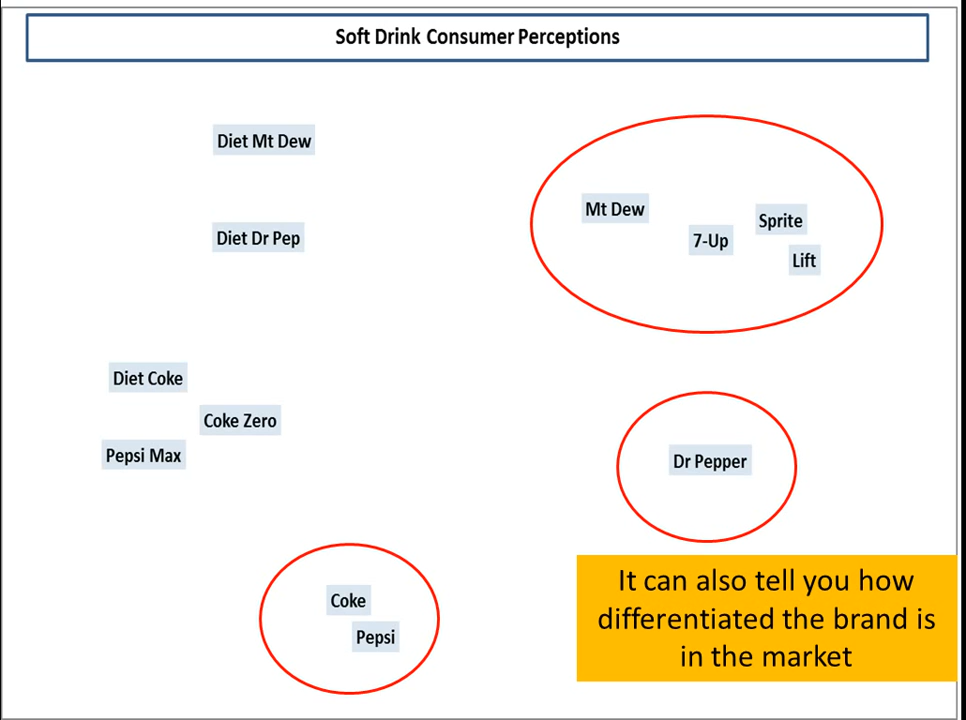 Soft Drink Consumer Perceptions
Diet Mt Dew
Mt Dew
Sprite
7-Up
Diet Dr Pep
Lift
Diet Coke
Coke Zero
Pepsi Max
Dr Pepper
Coke
Pepsi
It can also tell you how
differentiated the brand is
in the market